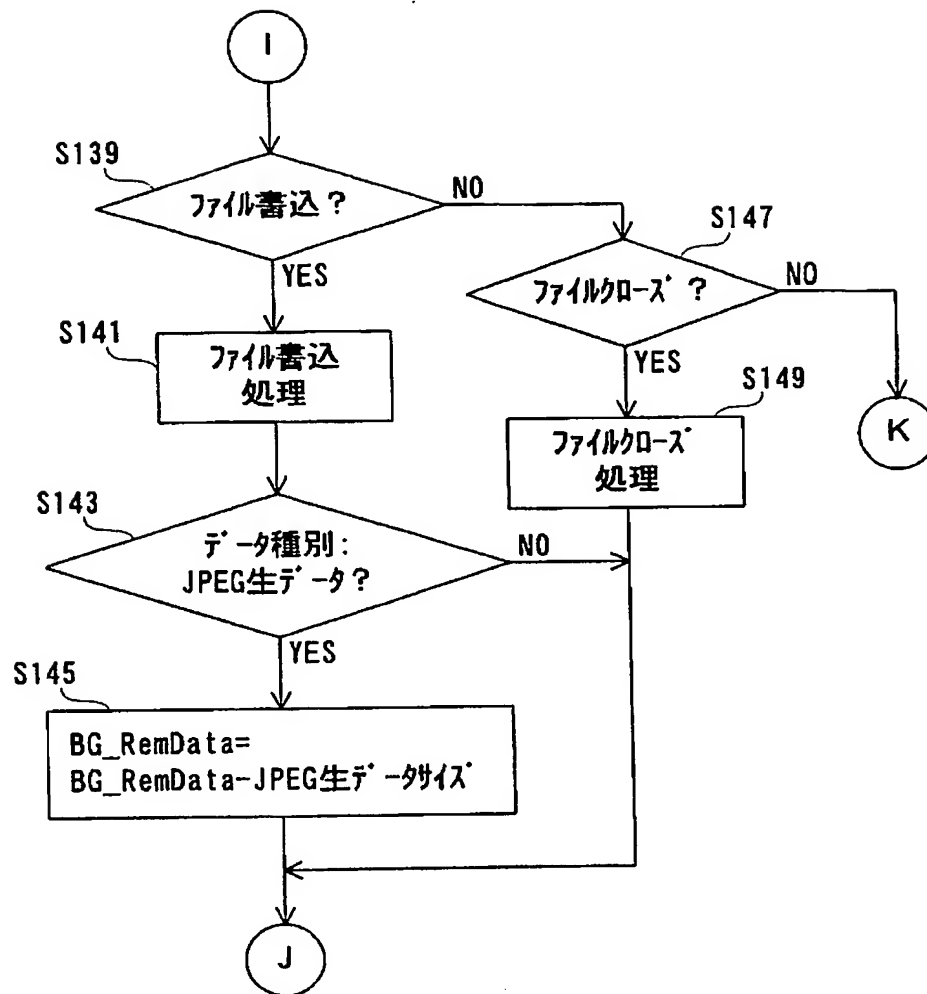 I
S139
ファイル書込?
NO
YES
S147
ファイルクローズ?
NO
YES
S141
ファイル書込
処理
S149
ファイルクローズ
処理
K
S143
データ種別:
JPEG生データ?
NO
YES
S145
BG_RemData=
BG_RemData-JPEG生データサイズ
J